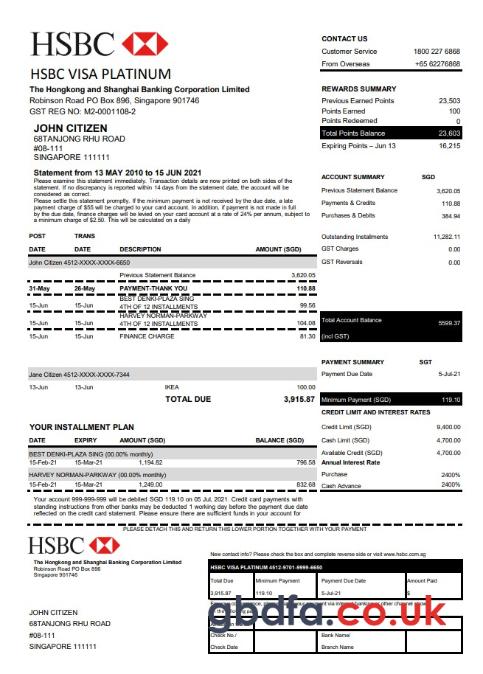 HSBC
CONTACT US
Customer Service 1800 227 6868
From Overseas +65 62276868
HSBC VISA PLATINUM
The Hongkong and Shanghai Banking Corporation Limited
Robinson Road PO Box 896, Singapore 901746
GST REG NO: M2-0001108-2
REWARDS SUMMARY
Previous Earned Points 23,503
Points Earned 100
Points Redeemed 0
Total Points Balance 23,603
Expiring Points – Jun 13 16,215
JOHN CITIZEN
68TANJONG RHU ROAD
#08-111
SINGAPORE 111111
Statement from 13 MAY 2010 to 15 JUN 2021
Please examine this statement immediately. Transaction details are now printed on both sides of the
statement. If no discrepancy is reported within 14 days from the statement date, the account will be
considered as correct.
Please settle this statement promptly. If the minimum payment is not received by the due date, a late
payment charge of $55 will be charged to your card account. In addition, if payment is not made in full
by the due date, finance charges will be levied on your card account at a rate of 24% per annum, subject to
a minimum charge of $2.50. This will be calculated on a daily
ACCOUNT SUMMARY SGD
Previous Statement Balance 3,620.05
Payments & Credits 110.88
Purchases & Debits 384.94
Outstanding Instalments 11,282.11
GST Charges 0.00
GST Reversals 0.00
Total Account Balance 5599.37
(incl GST)
POST TRANS
DATE DATE DESCRIPTION AMOUNT (SGD)
John Citizen 4512-XXXX-XXXX-6650
Previous Statement Balance 3,620.05
31-May 26-May PAYMENT-THANK YOU 110.88
BEST DENKI-PLAZA SING
15-Jun 15-Jun 4TH OF 12 INSTALLMENTS 99.56
HARVEY NORMAN-PARKWAY
15-Jun 15-Jun 4TH OF 12 INSTALLMENTS 104.08
15-Jun 15-Jun FINANCE CHARGE 81.30
Jane Citizen 4512-XXXX-XXXX-7344
13-Jun 13-Jun IKEA 100.00
TOTAL DUE 3,915.87
PAYMENT SUMMARY SGT
Payment Due Date 5-Jul-21
Minimum Payment (SGD) 119.10
CREDIT LIMIT AND INTEREST RATES
Credit Limit (SGD) 9,400.00
Cash Limit (SGD) 4,700.00
Available Credit (SGD) 4,700.00
Annual Interest Rate
Purchase 2400%
Cash Advance 2400%
YOUR INSTALLMENT PLAN
DATE EXPIRY AMOUNT (SGD) BALANCE (SGD)
BEST DENKI-PLAZA SING (00.00% monthly)
15-Feb-21 15-Mar-21 1,194.82 796.58
HARVEY NORMAN-PARKWAY (00.00% monthly)
15-Feb-21 15-Mar-21 1,249.00 832.68
Your account 999-999999-999 will be debited SGD 119.10 on 05 Jul. 2021. Credit card payments with
standing instructions from other banks may be deducted 1 working day before the payment due date
reflected on the credit card statement. Please ensure there are sufficient funds in your account for
PLEASE DETACH THIS AND RETURN THIS LOWER PORTION TOGETHER WITH PAYMENT
HSBC
The Hongkong and Shanghai Banking Corporation Limited
Robinson Road PO Box 896
Singapore 901746
New contact info? Please check the box and complete reverse side or visit www.hsbc.com.sg
HSBC VISA PLATINUM 4512-9701-9999-6650
Total Due Minimum Payment Payment Due Date Amount Paid
3,915.87 119.10 5-Jul-21 $
gbdfa.co.uk
Check No./ Bank Name/
Check Date Branch Name
JOHN CITIZEN
68TANJONG RHU ROAD
#08-111
SINGAPORE 111111